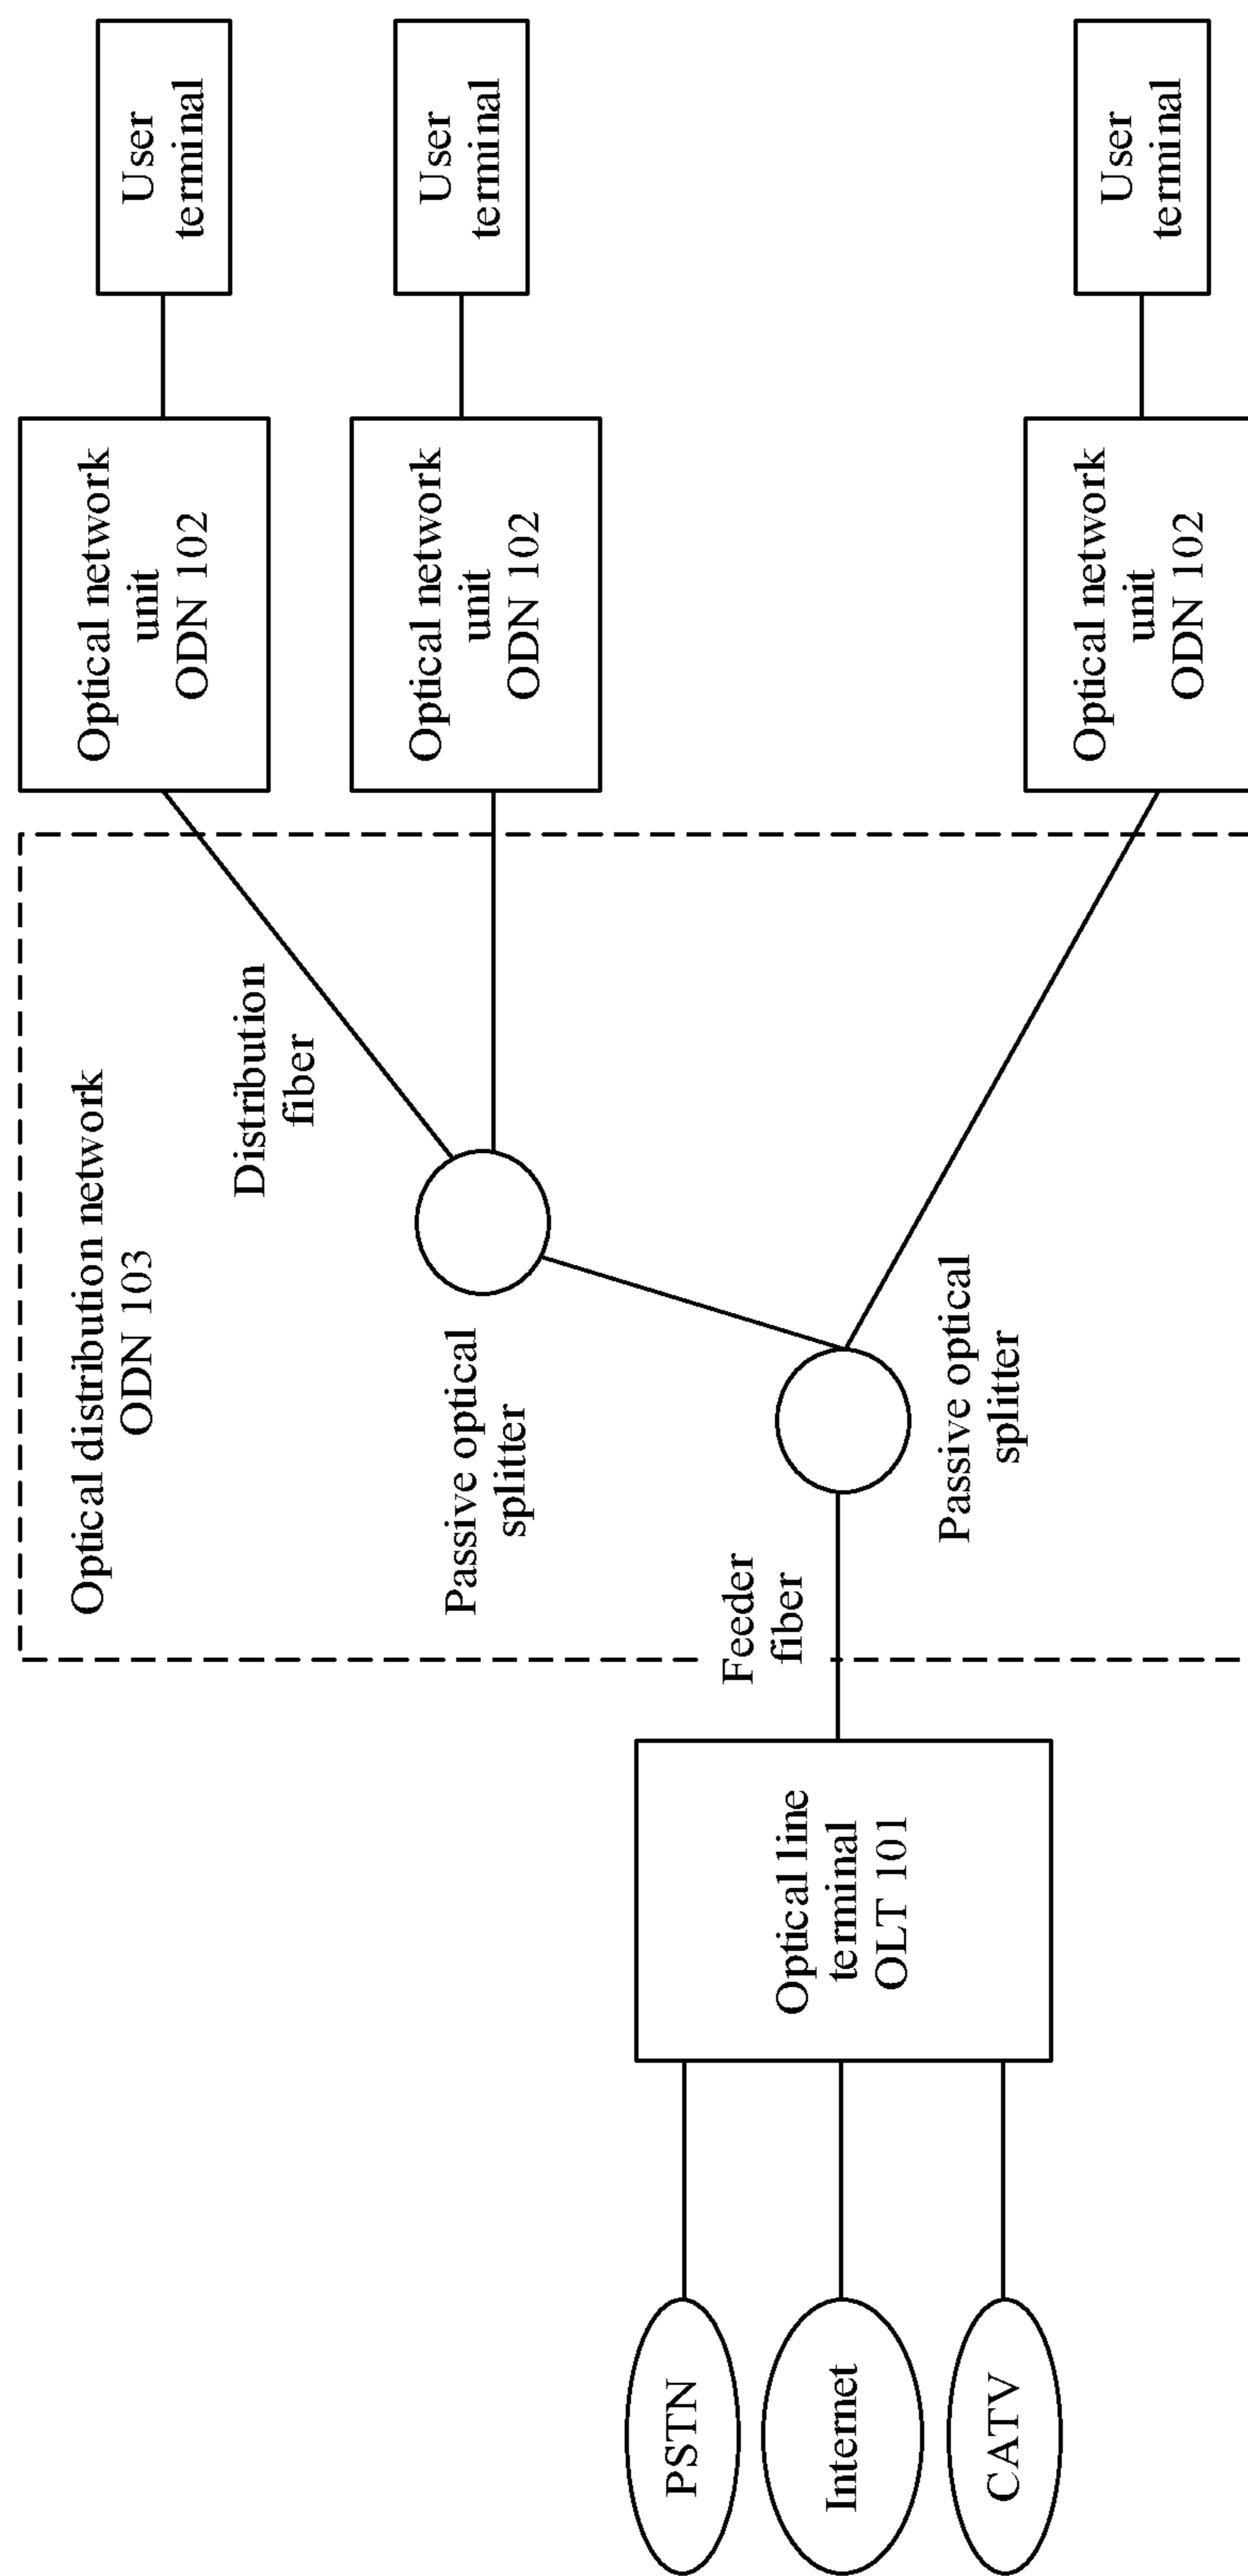 PSTN
Internet
CATV
Optical line
terminal
OLT 101
Feeder
fiber
Optical distribution network
ODN 103
Passive optical
splitter
Passive optical
splitter
Distribution
fiber
Optical network
unit
ODN 102
Optical network
unit
ODN 102
Optical network
unit
ODN 102
User
terminal
User
terminal
User
terminal